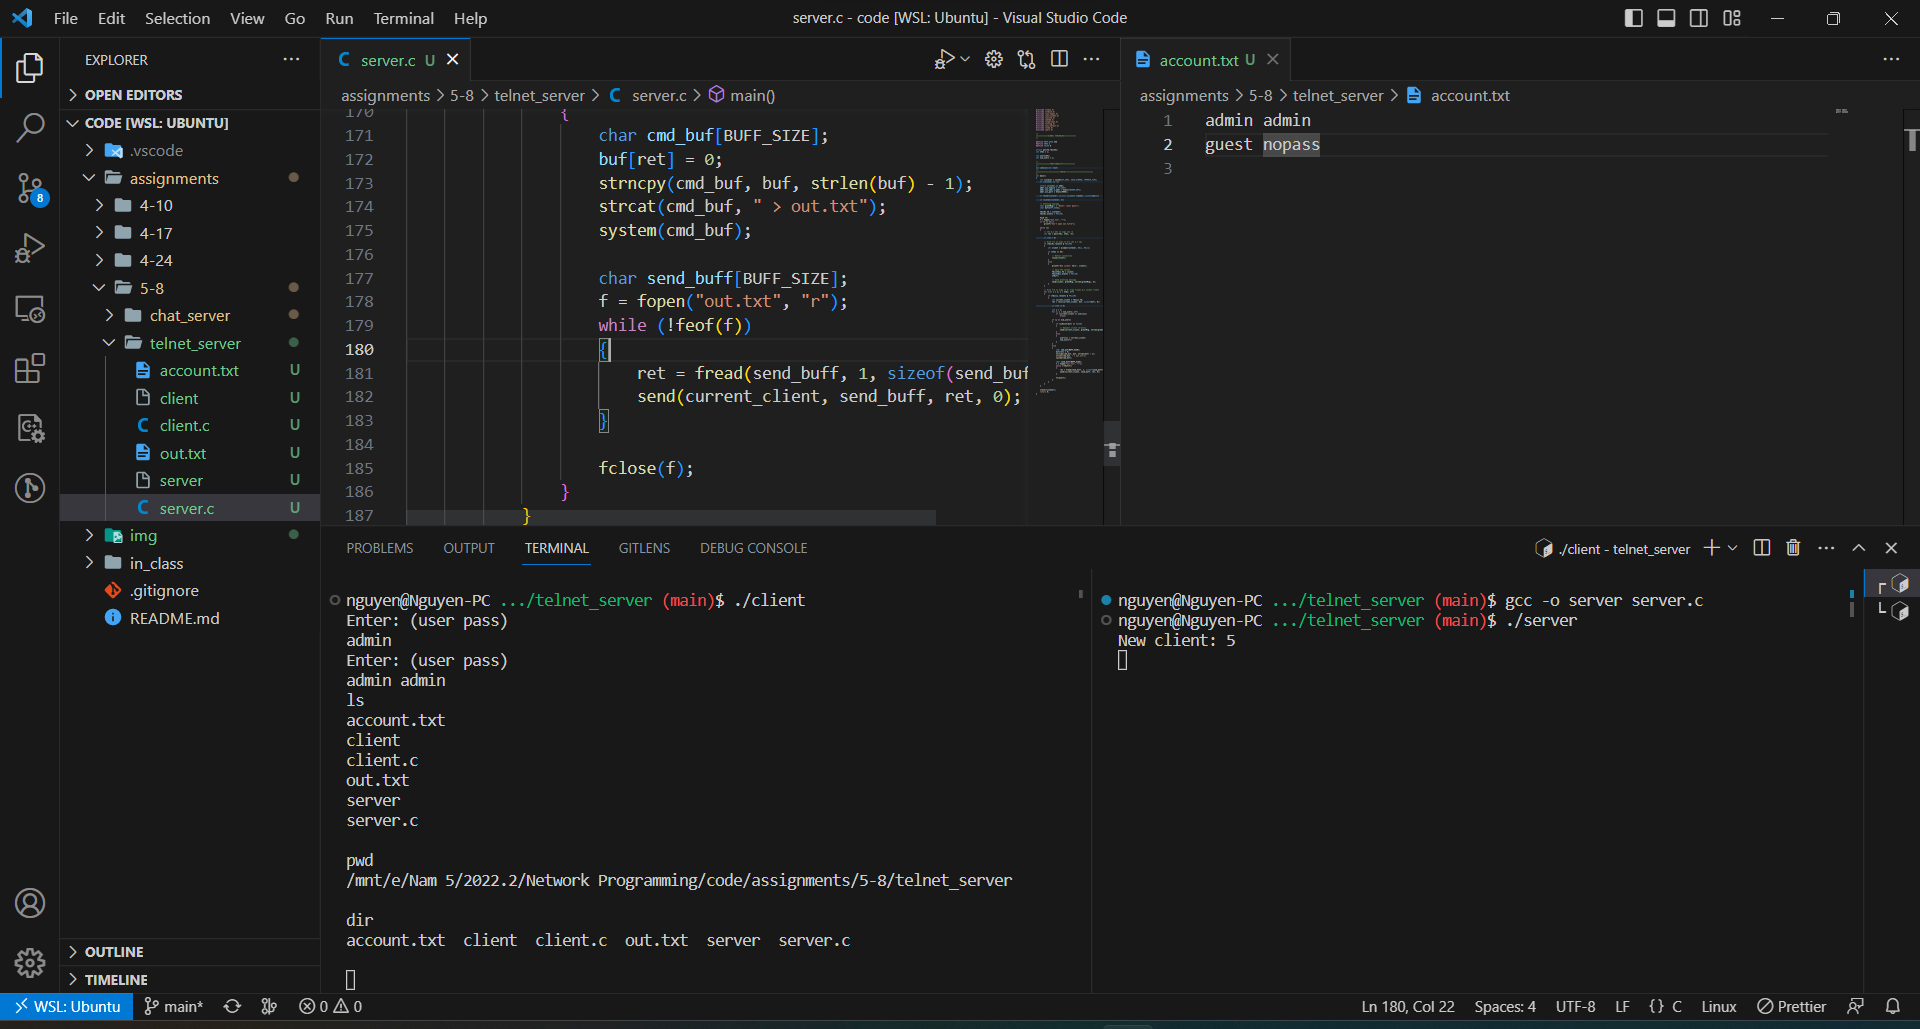 File Edit Selection View Go Run Terminal Help
server.c - code [WSL: Ubuntu] - Visual Studio Code
EXPLORER
OPEN EDITORS
CODE [WSL: UBUNTU]
.vscode
assignments
4-10
4-17
4-24
5-8
chat_server
telnet_server
account.txt U
client U
client.c U
out.txt U
server U
server.c U
img
in_class
.gitignore
README.md
OUTLINE
TIMELINE
8
server.c U
assignments > 5-8 > telnet_server > server.c > main()
170 {
171 char cmd_buf[BUFF_SIZE];
172 buf[ret] = 0;
173 strncpy(cmd_buf, buf, strlen(buf) - 1);
174 strcat(cmd_buf, " > out.txt");
175 system(cmd_buf);
176
177 char send_buff[BUFF_SIZE];
178 f = fopen("out.txt", "r");
179 while (!feof(f))
180 {
181 ret = fread(send_buff, 1, sizeof(send_buf
182 send(current_client, send_buff, ret, 0);
183 }
184
185 fclose(f);
186 }
187 }
account.txt U
assignments > 5-8 > telnet_server > account.txt
1 admin admin
2 guest nopass
3
PROBLEMS OUTPUT TERMINAL GITLENS DEBUG CONSOLE
./client - telnet_server
nguyen@Nguyen-PC .../telnet_server (main)$ ./client
Enter: (user pass)
admin
Enter: (user pass)
admin admin
ls
account.txt
client
client.c
out.txt
server
server.c
pwd
/mnt/e/Nam 5/2022.2/Network Programming/code/assignments/5-8/telnet_server
dir
account.txt client client.c out.txt server server.c
nguyen@Nguyen-PC .../telnet_server (main)$ gcc -o server server.c
nguyen@Nguyen-PC .../telnet_server (main)$ ./server
New client: 5
WSL: Ubuntu main* 0 0
Ln 180, Col 22 Spaces: 4 UTF-8 LF {} C Linux Prettier